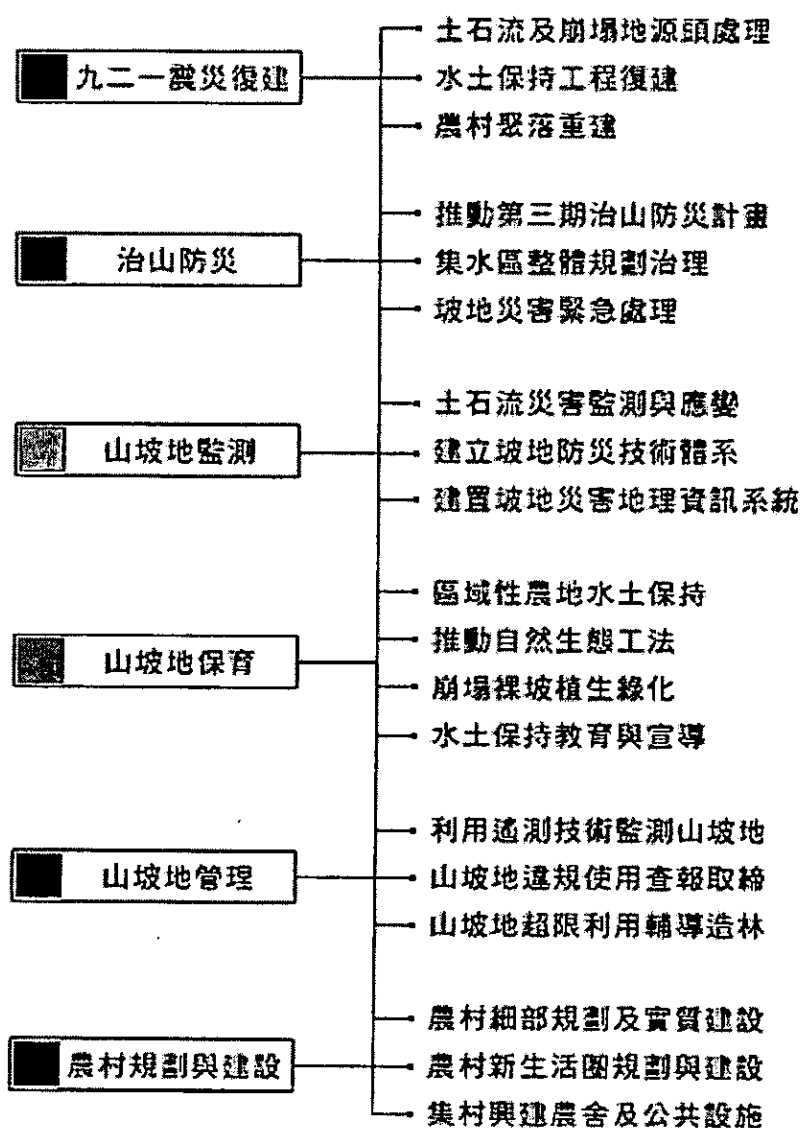 九二一震災復建
土石流及崩塌地源頭處理
水土保持工程復建
農村聚落重建
治山防災
推動第三期治山防災計畫
集水區整體規劃治理
坡地災害緊急處理
山坡地監測
土石流災害監測與應變
建立坡地防災技術體系
建置坡地災害地理資訊系統
山坡地保育
區域性農地水土保持
推動自然生態工法
崩塌裸坡植生綠化
水土保持教育與宣導
山坡地管理
利用遙測技術監測山坡地
山坡地違規使用查報取締
山坡地超限利用輔導造林
農村規劃與建設
農村細部規劃及實質建設
農村新生活圈規劃與建設
集村興建農舍及公共設施